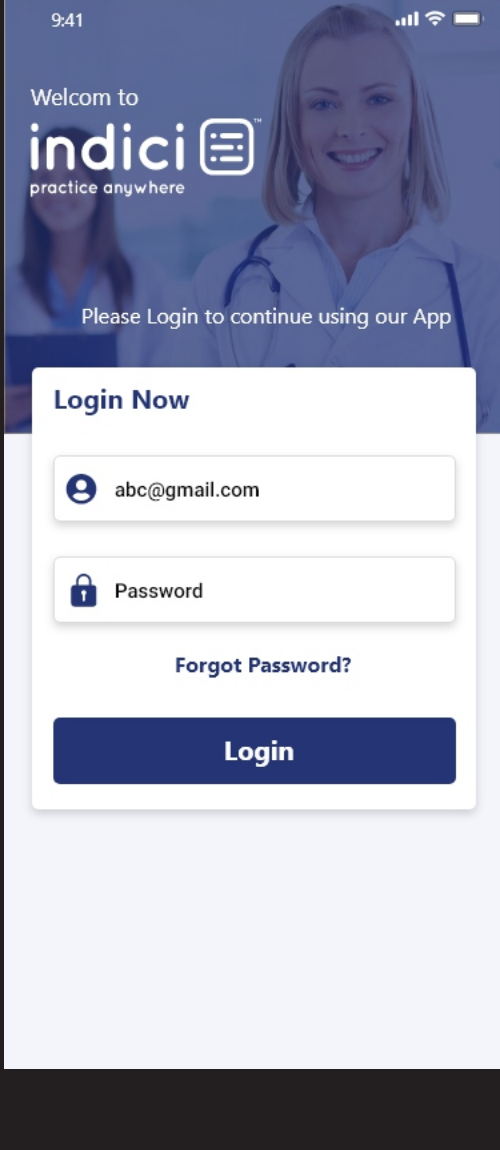 9:41
Welcom to
indici ™
practice anywhere
Please Login to continue using our App
Login Now
abc@gmail.com
Password
Forgot Password?
Login